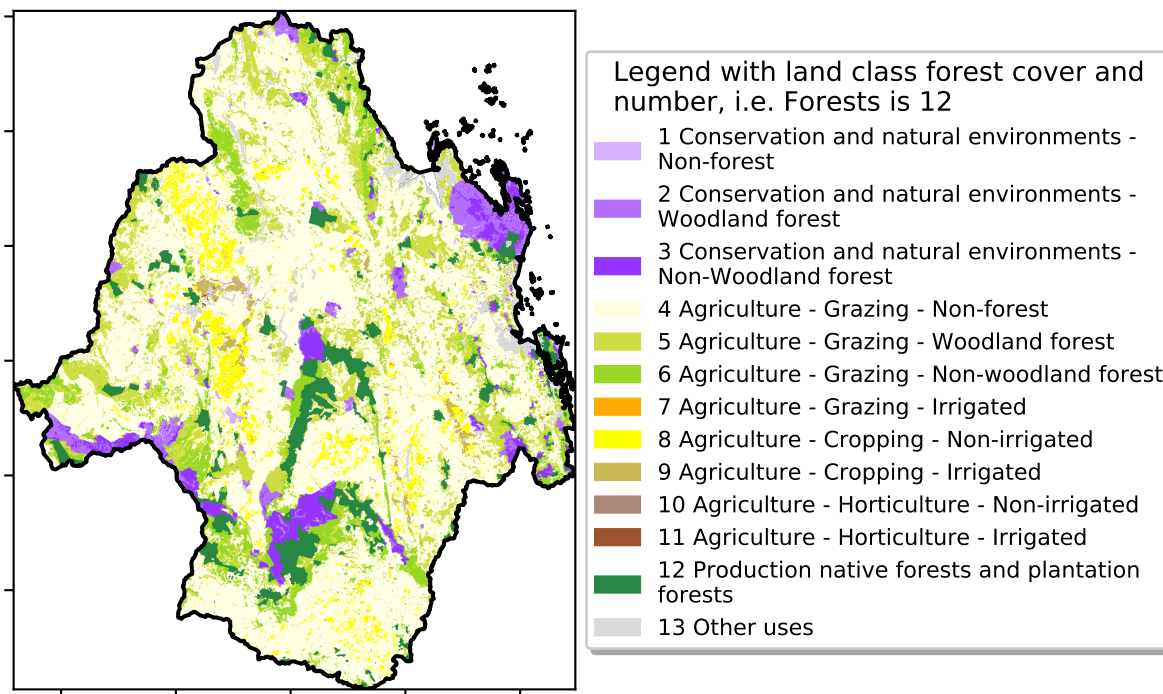 Legend with land class forest cover and
number, i.e. Forests is 12
1 Conservation and natural environments -
Non-forest
2 Conservation and natural environments -
Woodland forest
3 Conservation and natural environments -
Non-Woodland forest
4 Agriculture - Grazing - Non-forest
5 Agriculture - Grazing - Woodland forest
6 Agriculture - Grazing - Non-woodland forest
7 Agriculture - Grazing - Irrigated
8 Agriculture - Cropping - Non-irrigated
9 Agriculture - Cropping - Irrigated
10 Agriculture - Horticulture - Non-irrigated
11 Agriculture - Horticulture - Irrigated
12 Production native forests and plantation
forests
13 Other uses